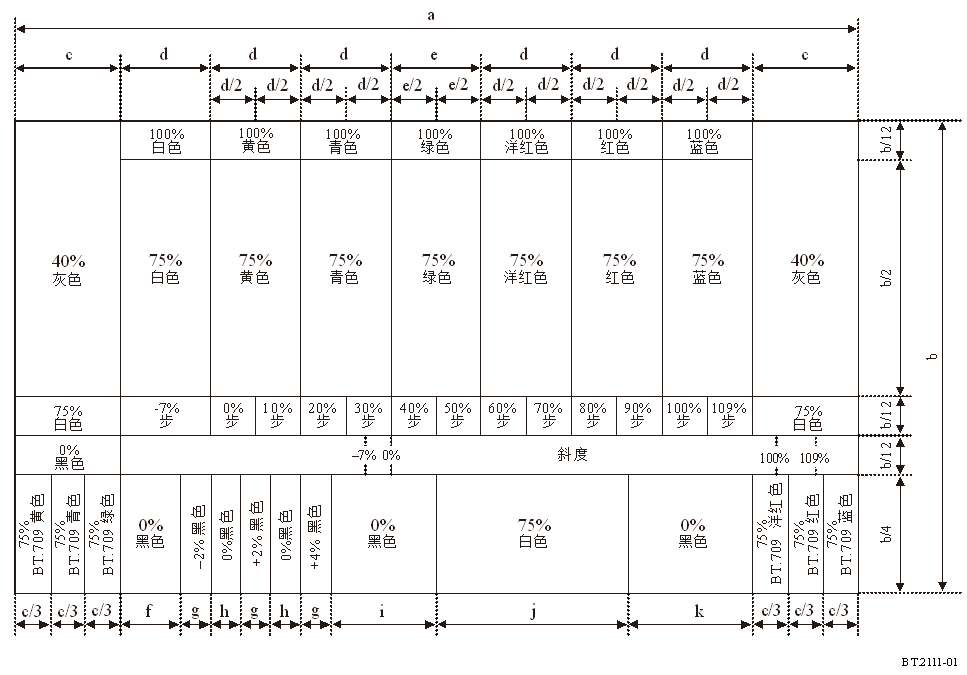 a
c d d d e d d d c
d/2 d/2 d/2 d/2 e/2 e/2 d/2 d/2 d/2 d/2 d/2 d/2
100% 100% 100% 100% 100% 100% 100%
白色 黄色 青色 绿色 洋红色 红色 蓝色
b/12
40% 75% 75% 75% 75% 75% 75% 75% 40%
灰色 白色 黄色 青色 绿色 洋红色 红色 蓝色 灰色
b/2
b
75% -7% 0% 10% 20% 30% 40% 50% 60% 70% 80% 90% 100% 109% 75%
白色 步 步 步 步 步 步 步 步 步 步 步 步 步 白色
b/12
0%
黑色
–7% 0% 斜度 100% 109%
b/12
75%
BT.709 黄色
75%
BT.709 青色
75%
BT.709 绿色
0%
黑色
–2% 黑色
0%黑色
+2% 黑色
0%黑色
+4% 黑色
0%
黑色
75%
白色
0%
黑色
75%
BT.709 洋红色
75%
BT.709 红色
75%
BT.709 蓝色
b/4
c/3 c/3 c/3 f g h g h g i j k c/3 c/3 c/3
BT.2111-01